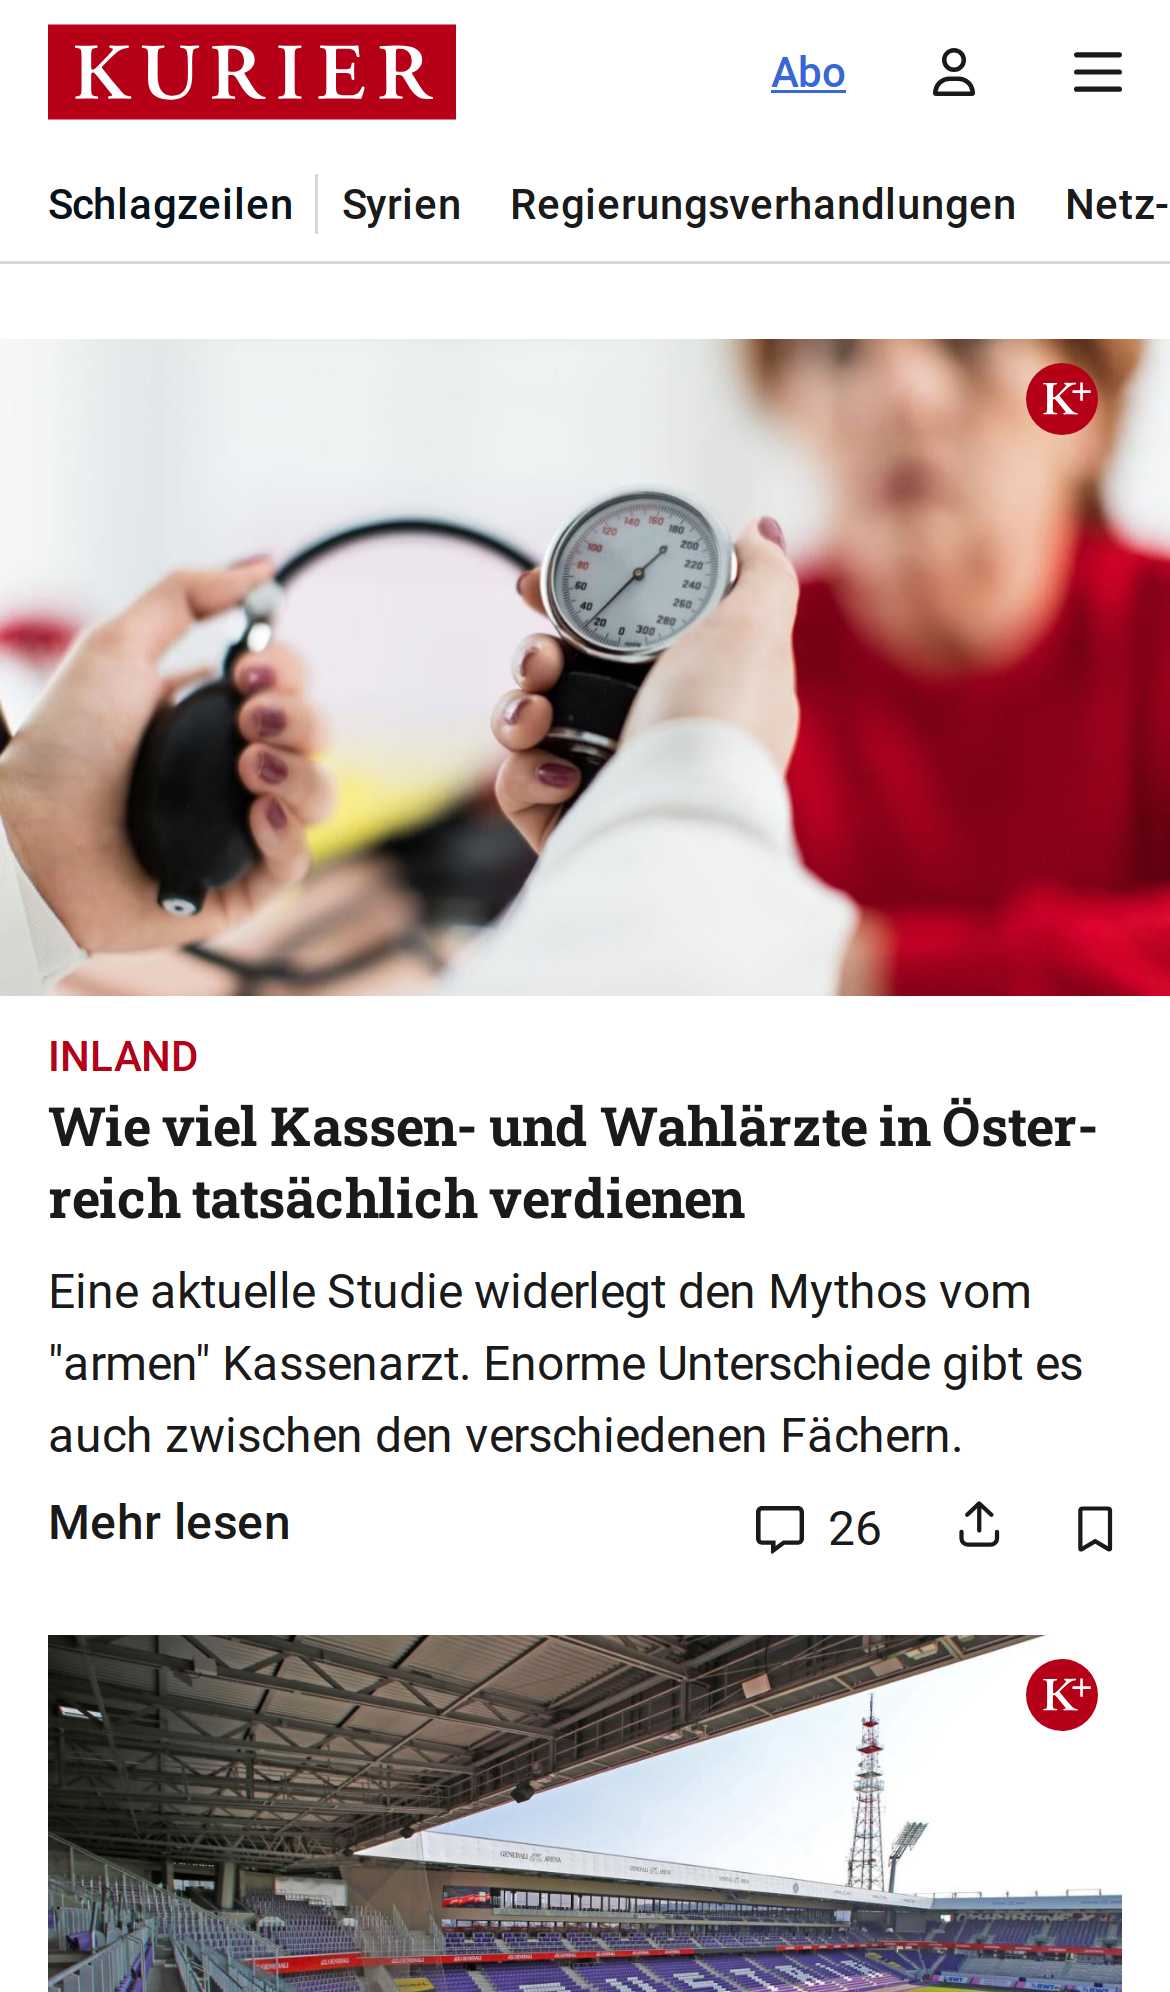 KURIER
Abo
Schlagzeilen
Syrien
Regierungsverhandlungen
Netz-
K+
120 140 160 180
100 200
80 220
60 240
40 260
20 0 300 280
INLAND
Wie viel Kassen- und Wahlärzte in Öster-
reich tatsächlich verdienen
Eine aktuelle Studie widerlegt den Mythos vom
"armen" Kassenarzt. Enorme Unterschiede gibt es
auch zwischen den verschiedenen Fächern.
Mehr lesen
26
K+
GENERALI ARENA